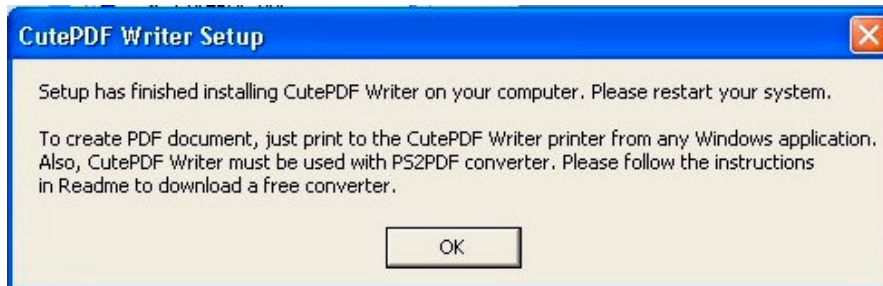 CutePDF Writer Setup
Setup has finished installing CutePDF Writer on your computer. Please restart your system.
To create PDF document, just print to the CutePDF Writer printer from any Windows application.
Also, CutePDF Writer must be used with PS2PDF converter. Please follow the instructions
in Readme to download a free converter.
OK